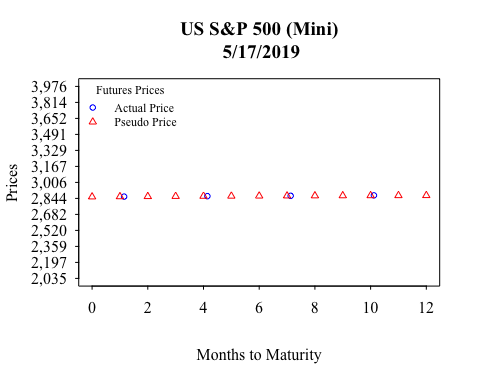 US S&P 500 (Mini)
5/17/2019
Futures Prices
Actual Price
Pseudo Price
Prices
3,976
3,814
3,652
3,491
3,329
3,167
3,006
2,844
2,682
2,520
2,359
2,197
2,035
0 2 4 6 8 10 12
Months to Maturity